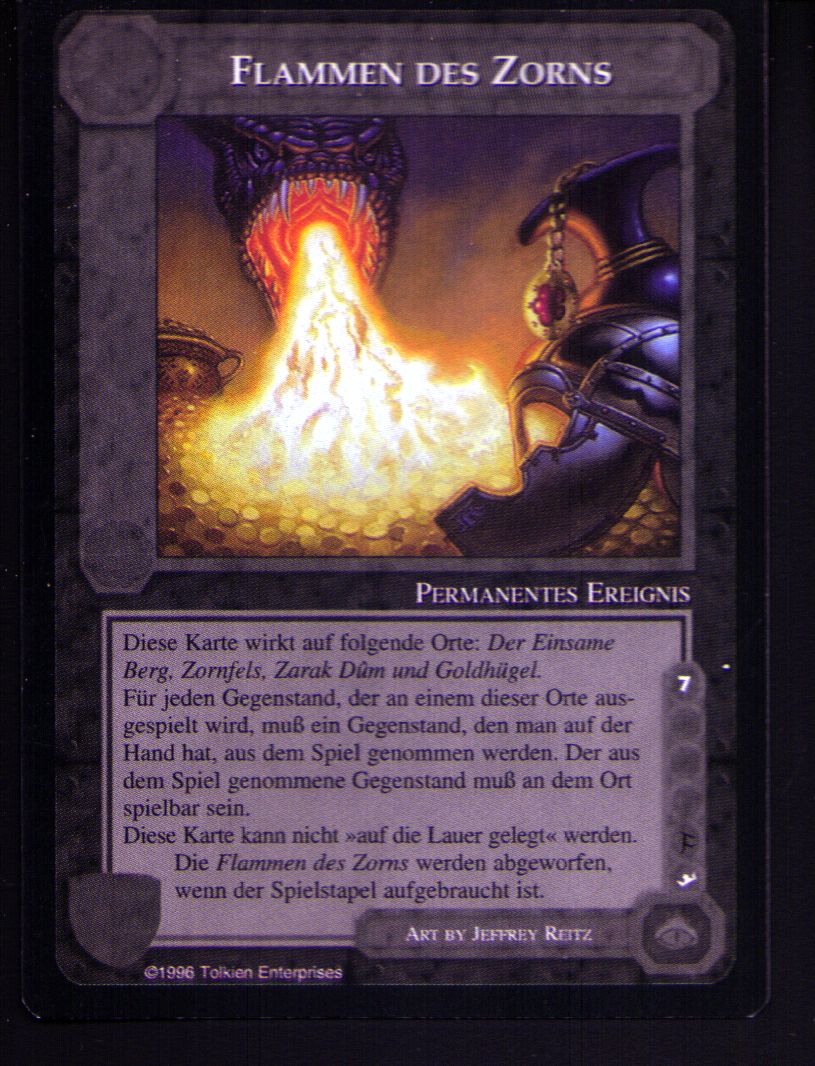 FLAMMEN DES ZORNS
PERMANENTES EREIGNIS
Diese Karte wirkt auf folgende Orte: Der Einsame
Berg, Zornfels, Zarak Dûm und Goldhügel.
Für jeden Gegenstand, der an einem dieser Orte aus-
gespielt wird, muß ein Gegenstand, den man auf der
Hand hat, aus dem Spiel genommen werden. Der aus
dem Spiel genommene Gegenstand muß an dem Ort
spielbar sein.
Diese Karte kann nicht »auf die Lauer gelegt« werden.
Die Flammen des Zorns werden abgeworfen,
wenn der Spielstapel aufgebraucht ist.
7
ART BY JEFFREY REITZ
©1996 Tolkien Enterprises